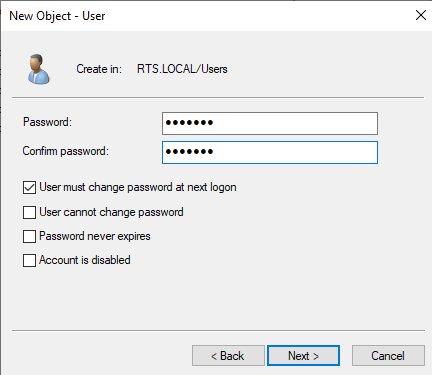 New Object - User
Create in: RTS.LOCAL/Users
Password: ●●●●●●●
Confirm password: ●●●●●●●
User must change password at next logon
User cannot change password
Password never expires
Account is disabled
< Back Next > Cancel